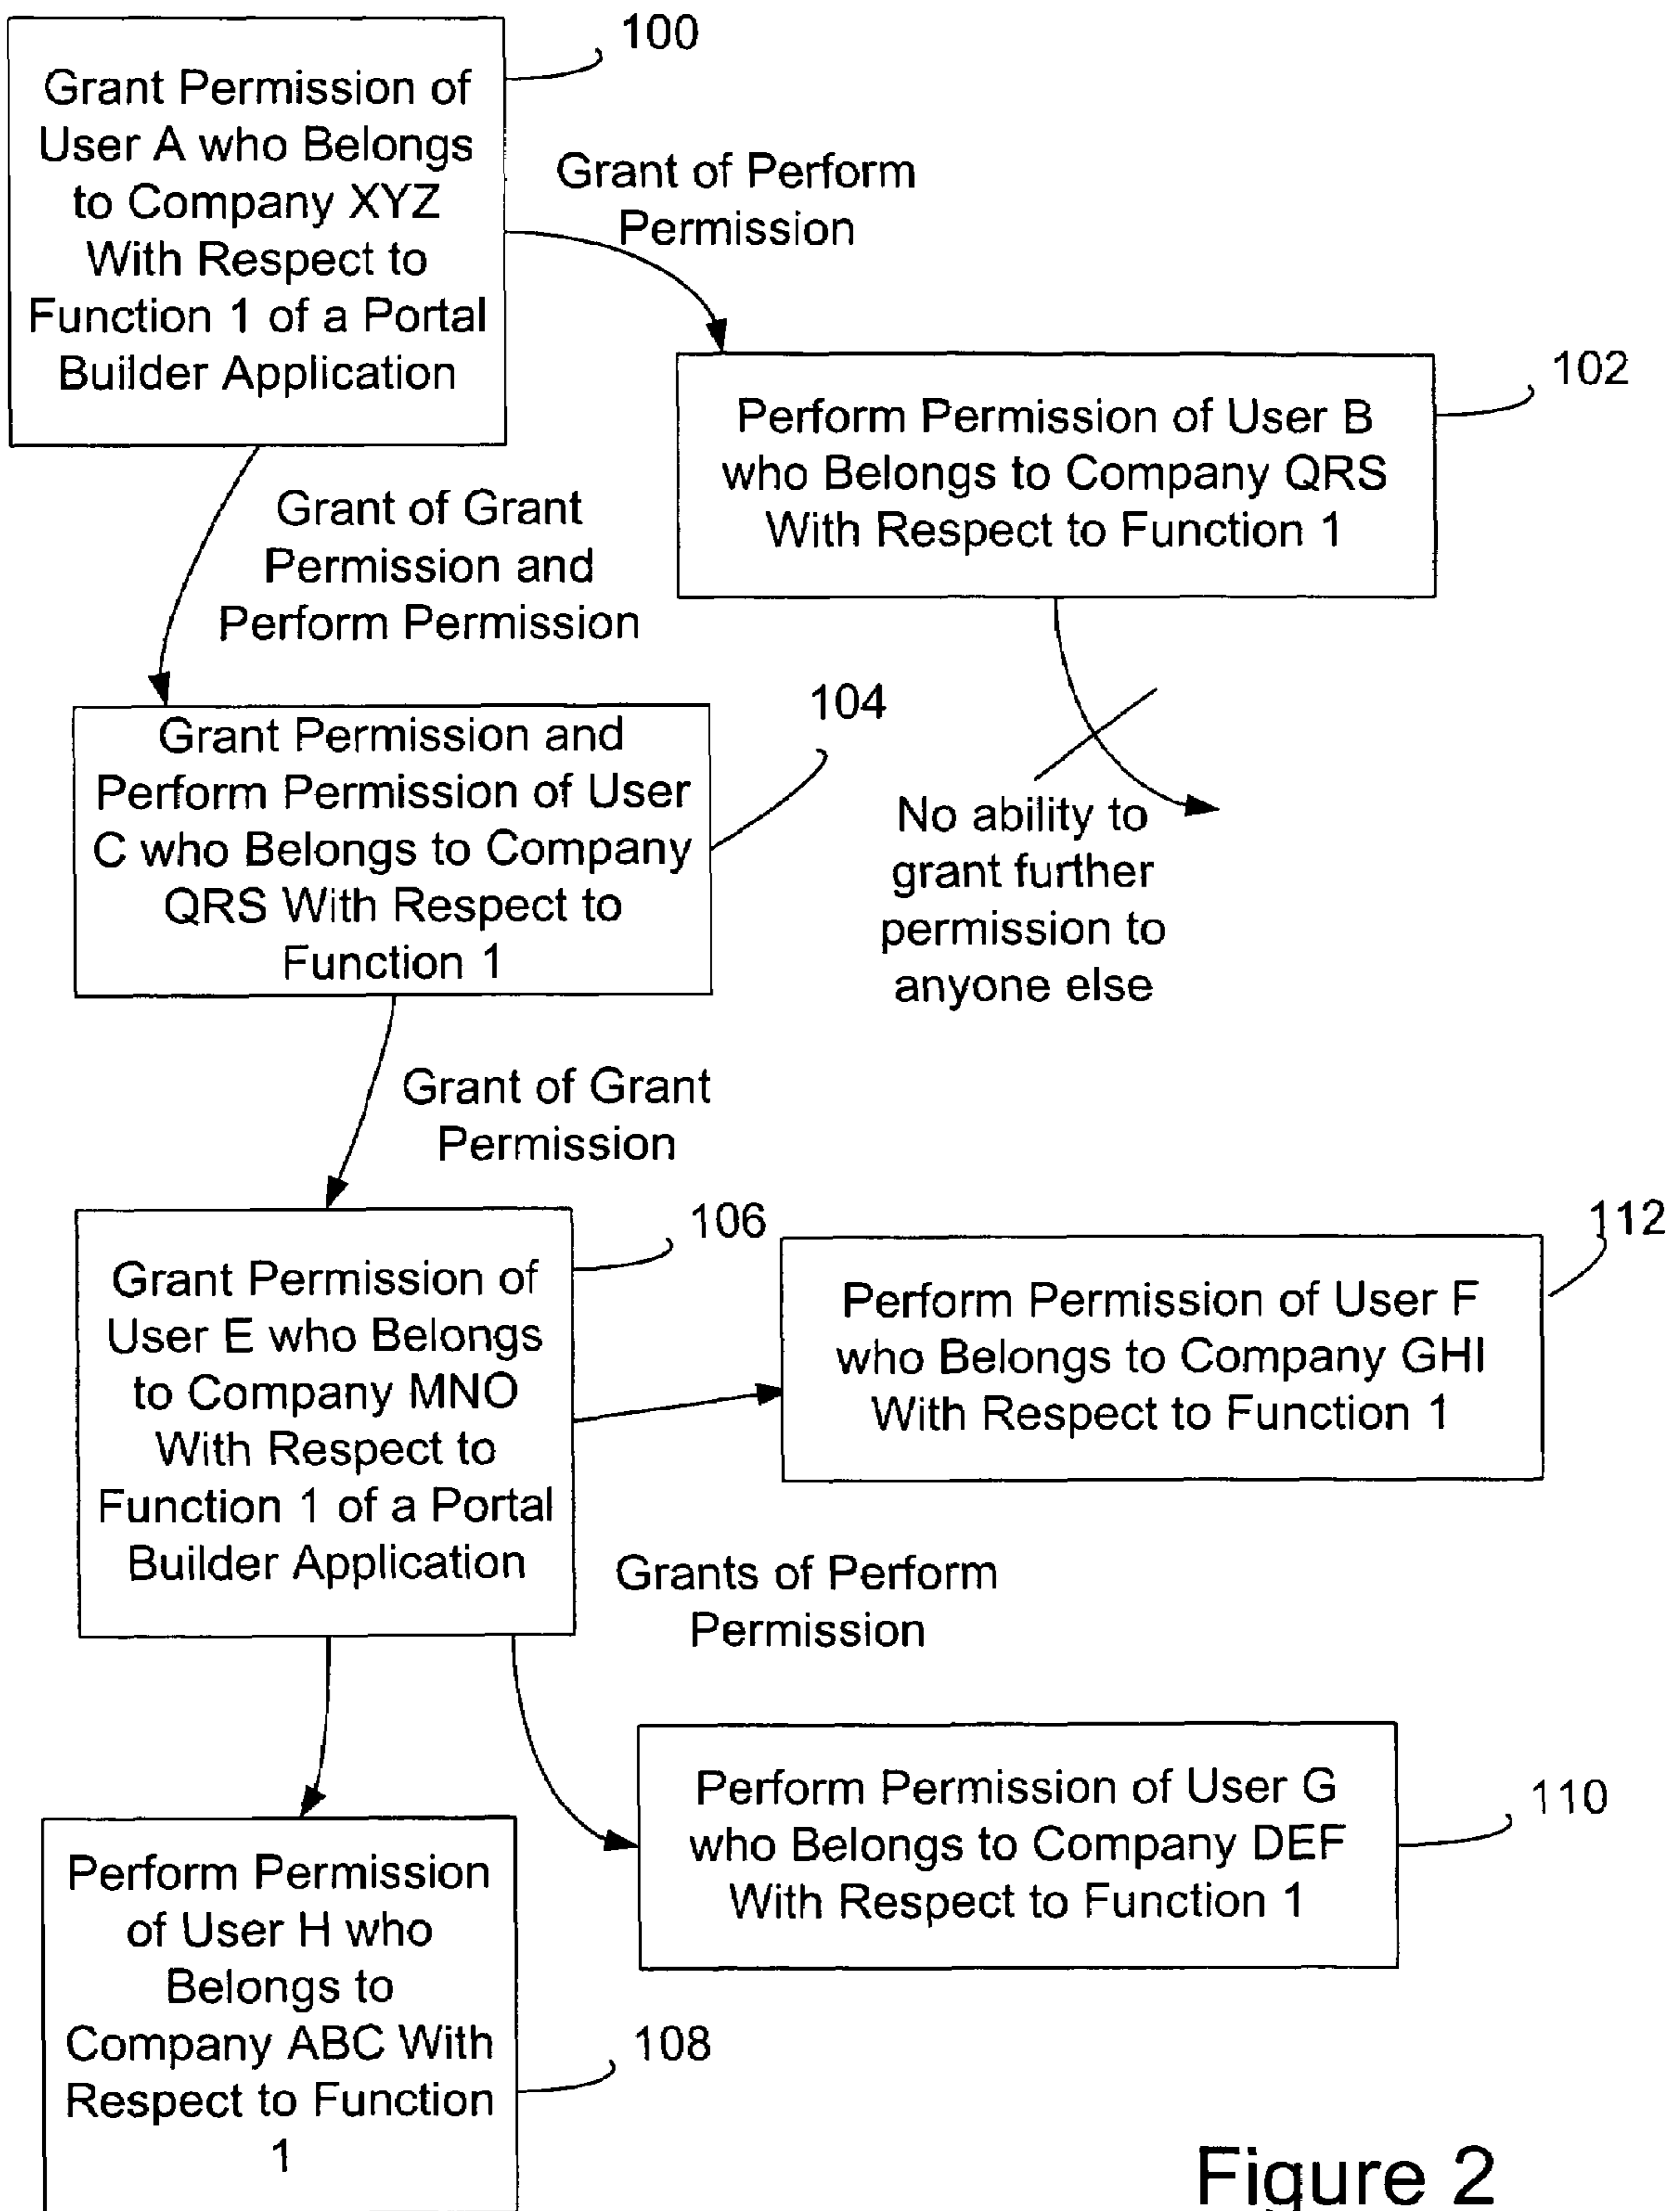 100
Grant Permission of
User A who Belongs
to Company XYZ
With Respect to
Function 1 of a Portal
Builder Application
Grant of Perform
Permission
102
Perform Permission of User B
who Belongs to Company QRS
With Respect to Function 1
Grant of Grant
Permission and
Perform Permission
104
Grant Permission and
Perform Permission of User
C who Belongs to Company
QRS With Respect to
Function 1
No ability to
grant further
permission to
anyone else
Grant of Grant
Permission
106
Grant Permission of
User E who Belongs
to Company MNO
With Respect to
Function 1 of a Portal
Builder Application
112
Perform Permission of User F
who Belongs to Company GHI
With Respect to Function 1
Grants of Perform
Permission
Perform Permission of User G
who Belongs to Company DEF
With Respect to Function 1
110
Perform Permission
of User H who
Belongs to
Company ABC With
Respect to Function
1
108
Figure 2